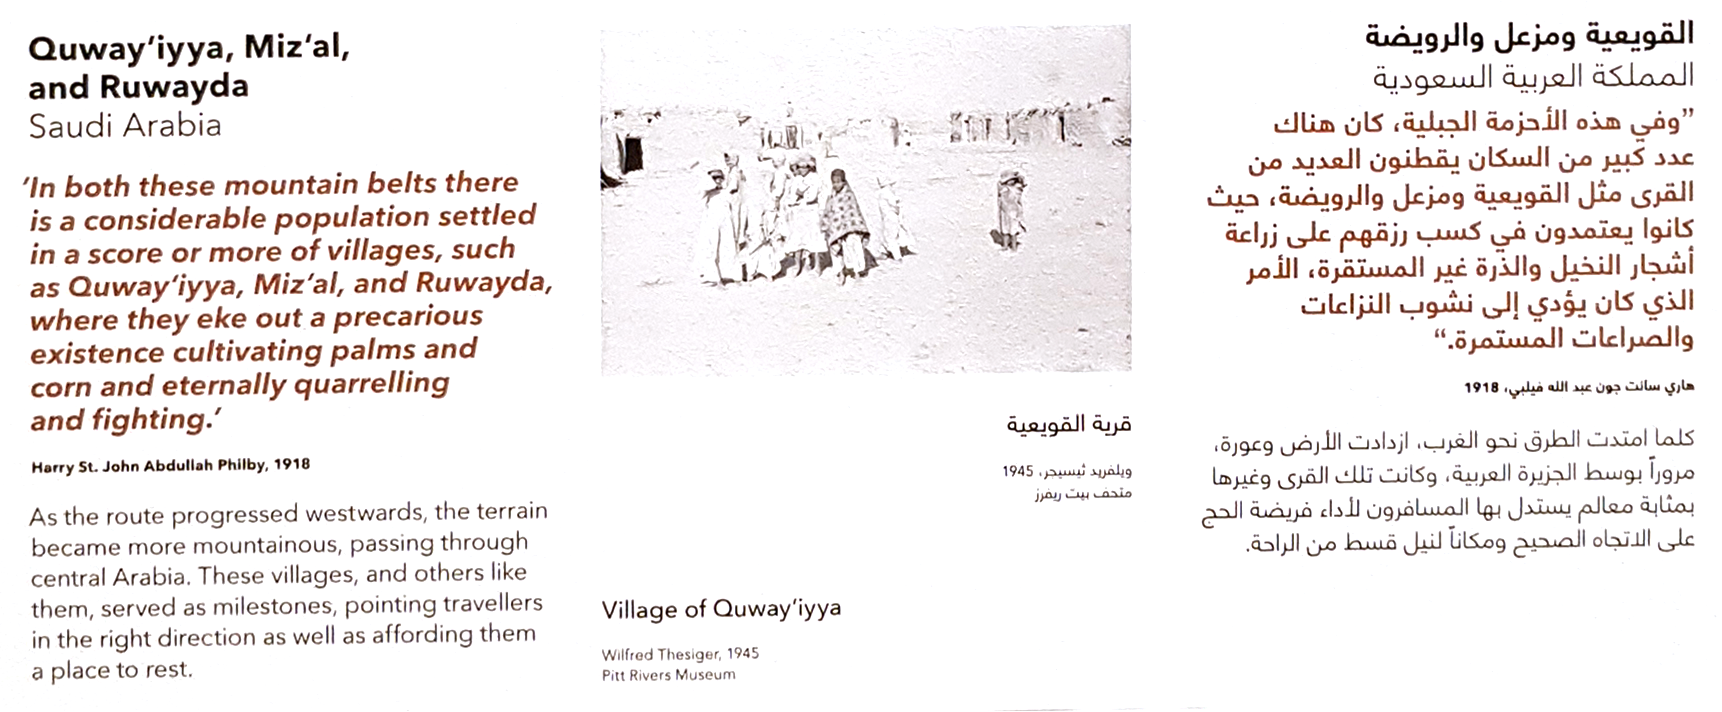 Quway‘iyya, Miz‘al,
and Ruwayda
Saudi Arabia
‘In both these mountain belts there
is a considerable population settled
in a score or more of villages, such
as Quway‘iyya, Miz‘al, and Ruwayda,
where they eke out a precarious
existence cultivating palms and
corn and eternally quarrelling
and fighting.’
Harry St. John Abdullah Philby, 1918
As the route progressed westwards, the terrain
became more mountainous, passing through
central Arabia. These villages, and others like
them, served as milestones, pointing travellers
in the right direction as well as affording them
a place to rest.
قرية القويعية
ويلفريد ثيسيجر، 1945
متحف بيت ريفرز
Village of Quway‘iyya
Wilfred Thesiger, 1945
Pitt Rivers Museum
القويعية ومزعل والرويضة
المملكة العربية السعودية
”وفي هذه الأحزمة الجبلية، كان هناك
عدد كبير من السكان يقطنون العديد من
القرى مثل القويعية ومزعل والرويضة، حيث
كانوا يعتمدون في كسب رزقهم على زراعة
أشجار النخيل والذرة غير المستقرة، الأمر
الذي كان يؤدي إلى نشوب النزاعات
والصراعات المستمرة.“
هاري سانت جون عبد الله فيلبي، 1918
كلما امتدت الطرق نحو الغرب، ازدادت الأرض وعورة،
مروراً بوسط الجزيرة العربية، وكانت تلك القرى وغيرها
بمثابة معالم يستدل بها المسافرون لأداء فريضة الحج
على الاتجاه الصحيح ومكاناً لنيل قسط من الراحة.